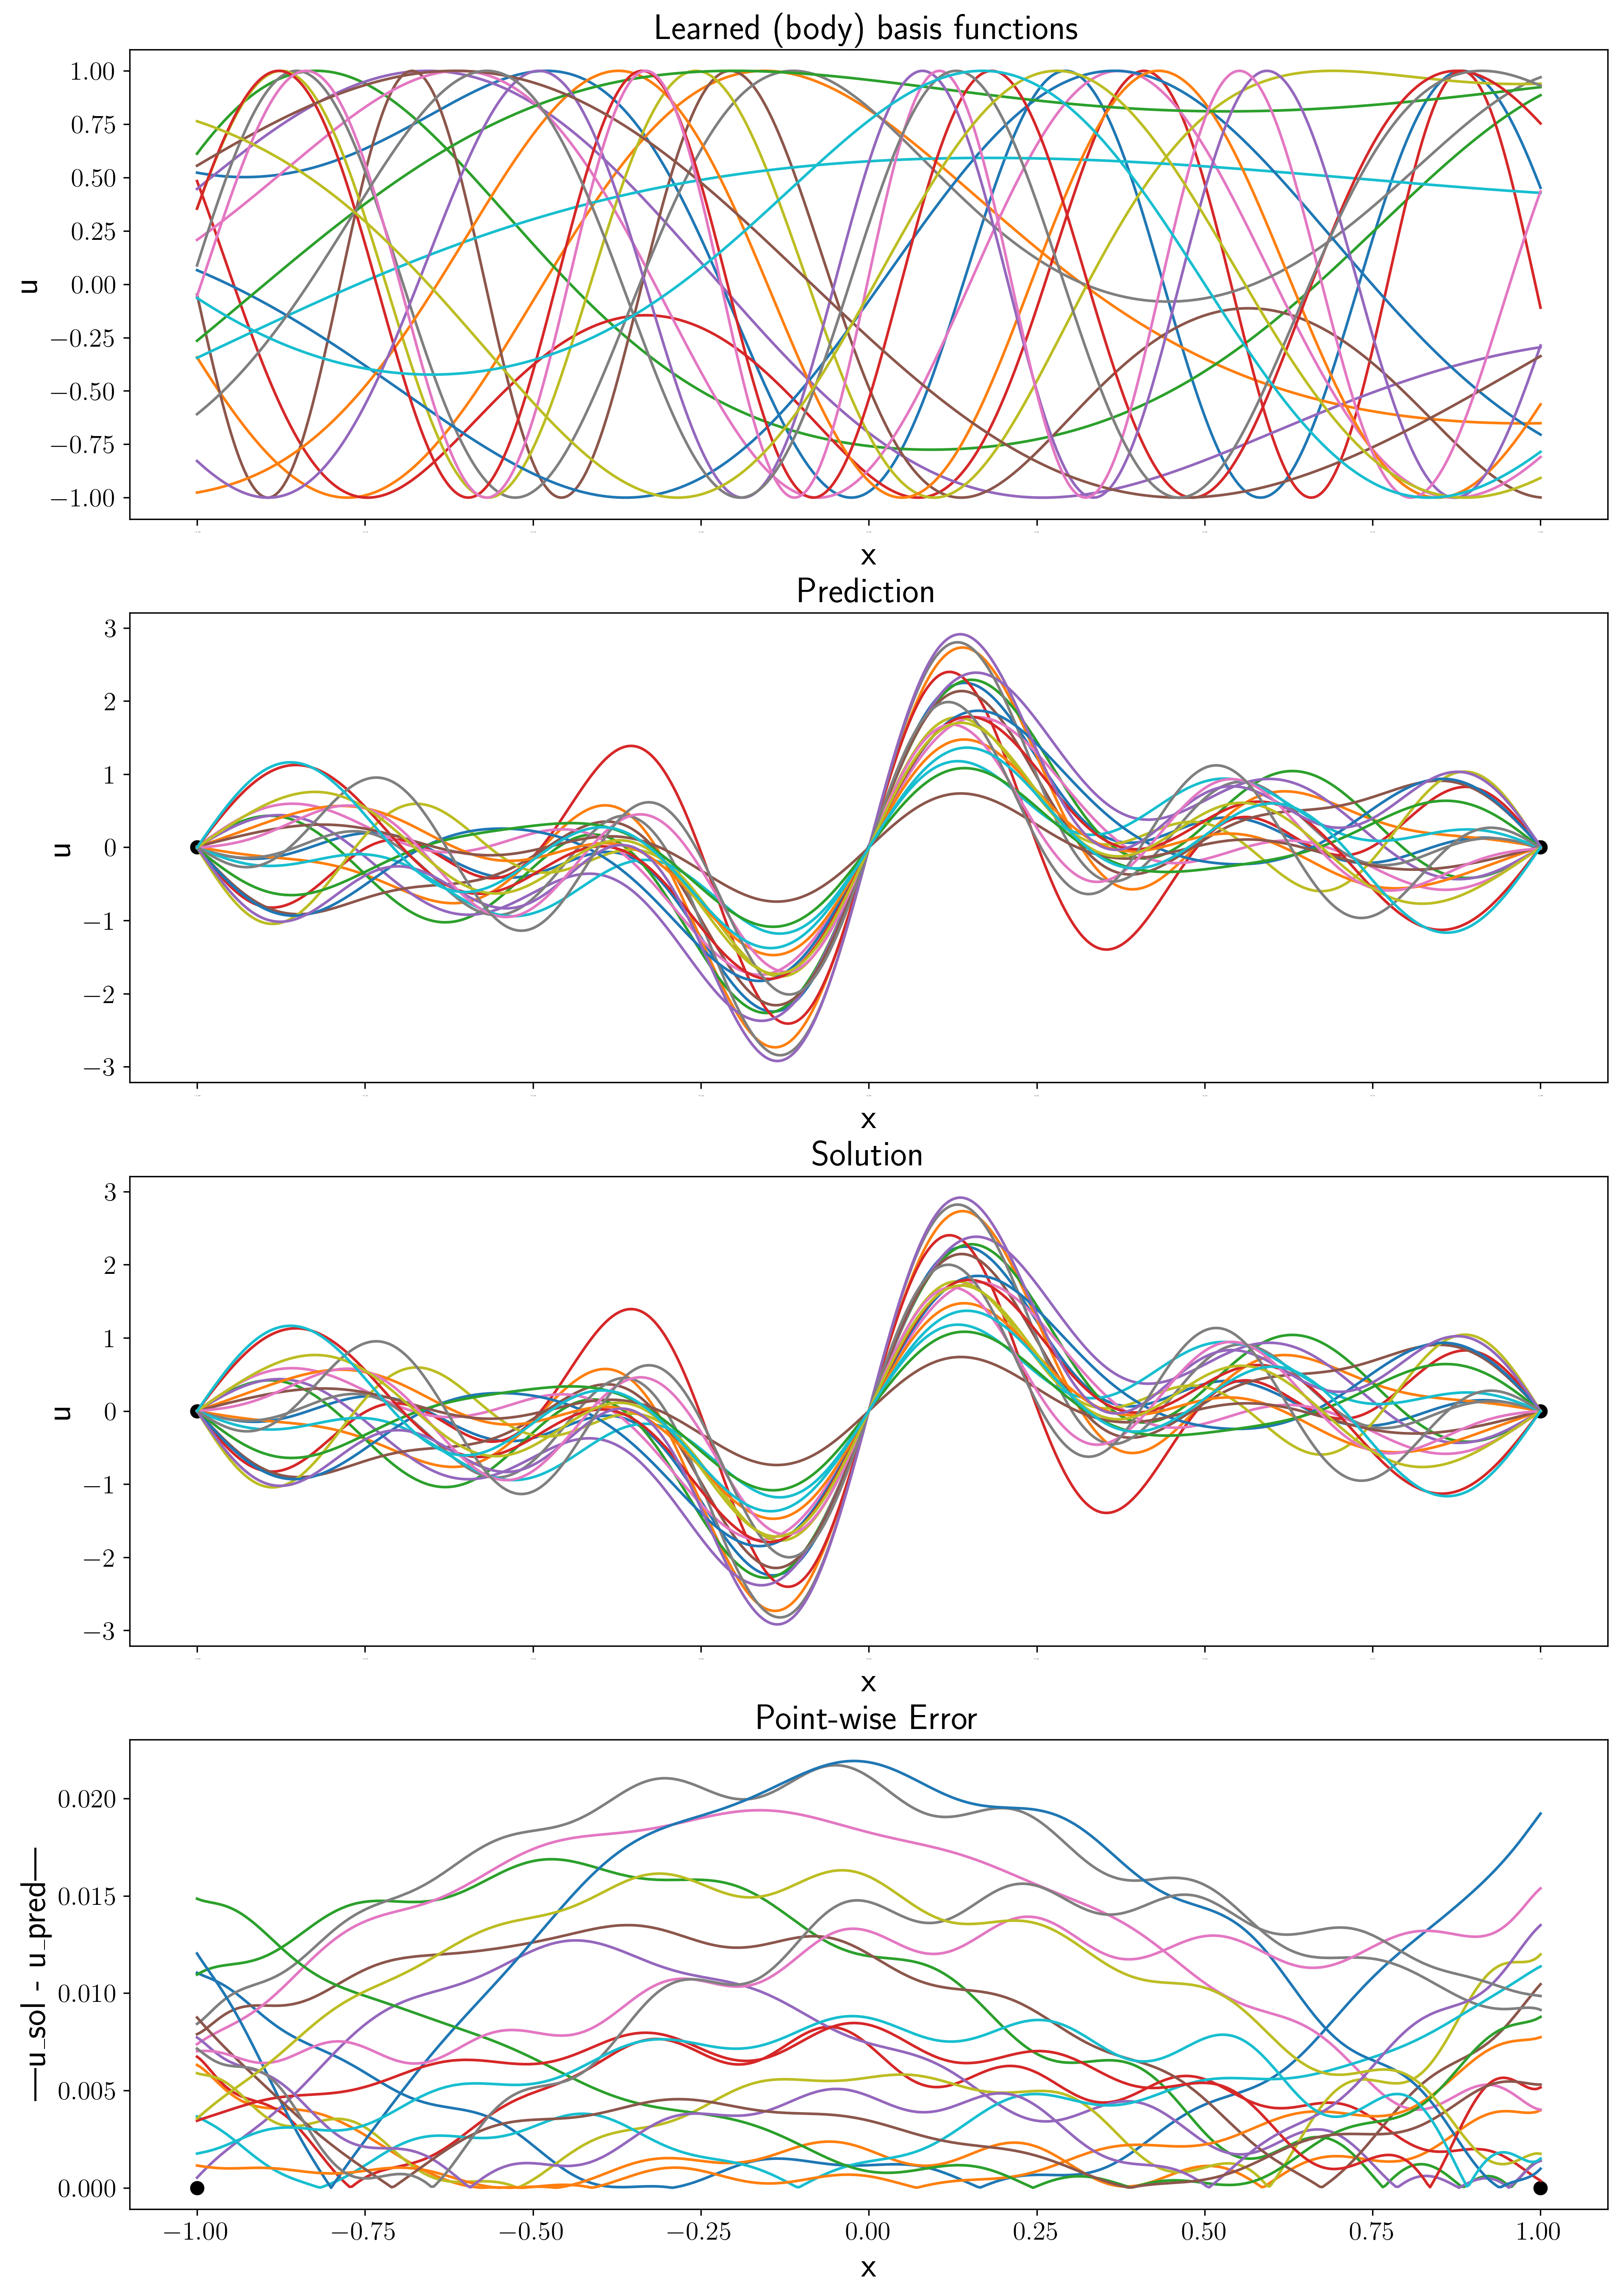 Learned (body) basis functions
1.00
0.75
0.50
0.25
0.00
−0.25
−0.50
−0.75
−1.00
u
x
Prediction
3
2
1
0
−1
−2
−3
u
x
Solution
3
2
1
0
−1
−2
−3
u
x
Point-wise Error
0.020
0.015
0.010
0.005
0.000
—u_sol - u_pred—
−1.00 −0.75 −0.50 −0.25 0.00 0.25 0.50 0.75 1.00
x